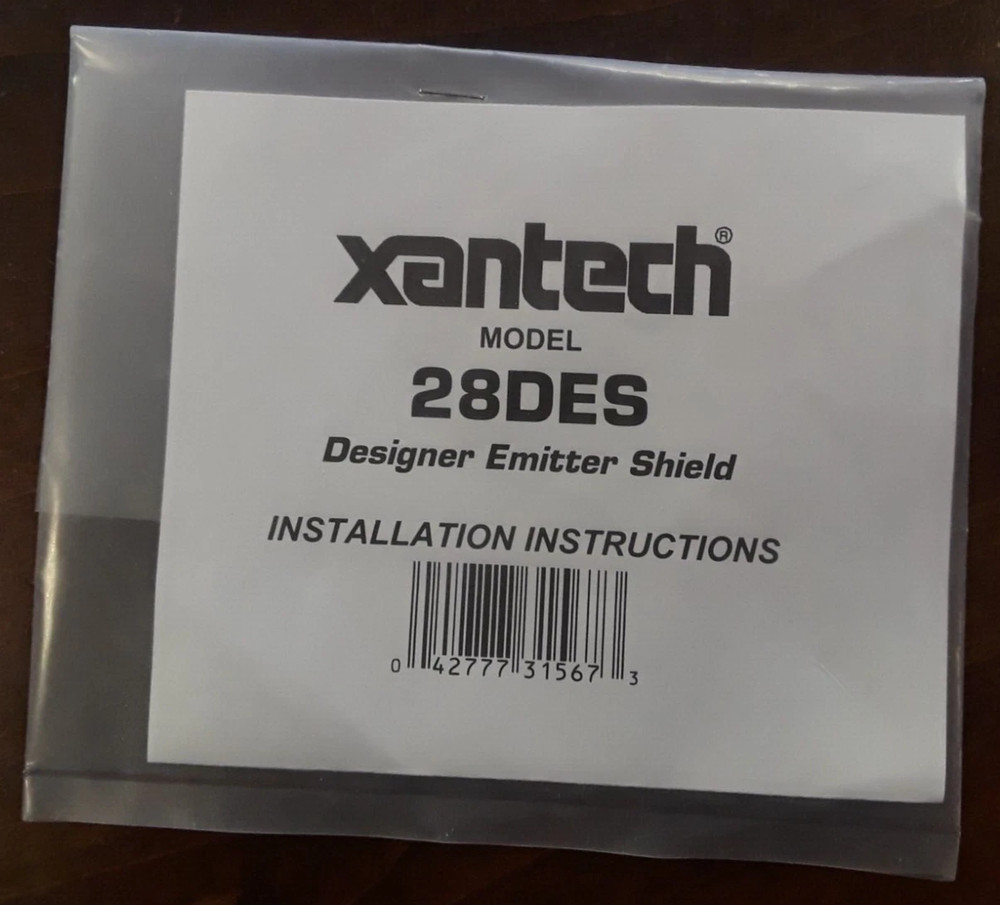 xantech®
MODEL
28DES
Designer Emitter Shield
INSTALLATION INSTRUCTIONS
0 42777 31567 3